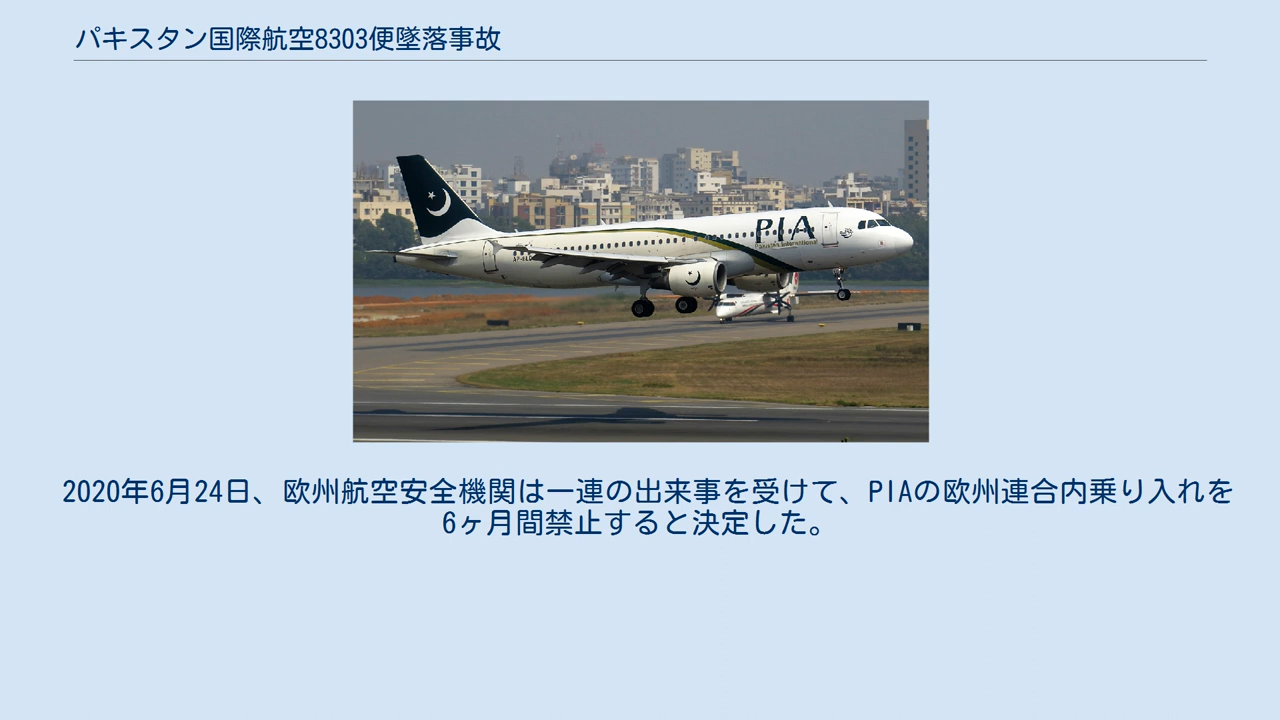 パキスタン国際航空8303便墜落事故
PIA
Pakistan International
2020年6月24日、欧州航空安全機関は一連の出来事を受けて、PIAの欧州連合内乗り入れを
6ヶ月間禁止すると決定した。